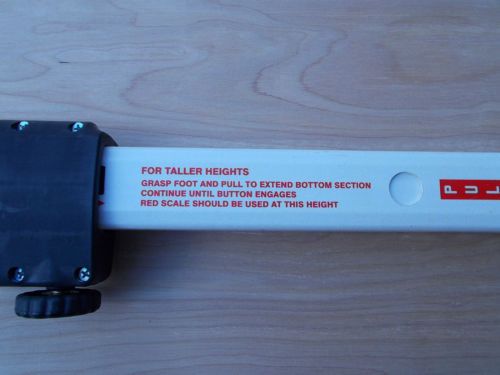 FOR TALLER HEIGHTS
GRASP FOOT AND PULL TO EXTEND BOTTOM SECTION
CONTINUE UNTIL BUTTON ENGAGES
RED SCALE SHOULD BE USED AT THIS HEIGHT
PULL